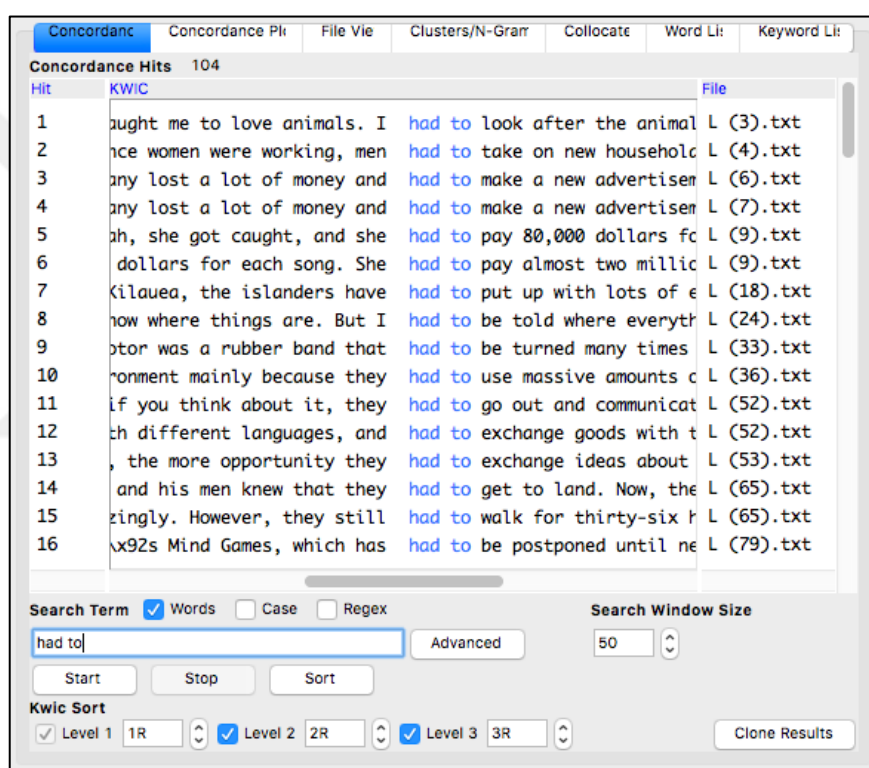 Concordanc Concordance Plo File Vie Clusters/N-Gram Collocate Word Lis Keyword Lis
Concordance Hits 104
Hit KWIC File
1 aught me to love animals. I had to look after the animal L (3).txt
2 nce women were working, men had to take on new household L (4).txt
3 any lost a lot of money and had to make a new advertisem L (6).txt
4 any lost a lot of money and had to make a new advertisem L (7).txt
5 ah, she got caught, and she had to pay 80,000 dollars fo L (9).txt
6 dollars for each song. She had to pay almost two millio L (9).txt
7 Kilauea, the islanders have had to put up with lots of e L (18).txt
8 now where things are. But I had to be told where everyth L (24).txt
9 otor was a rubber band that had to be turned many times L (33).txt
10 ronment mainly because they had to use massive amounts o L (36).txt
11 if you think about it, they had to go out and communicat L (52).txt
12 th different languages, and had to exchange goods with t L (52).txt
13 , the more opportunity they had to exchange ideas about L (53).txt
14 and his men knew that they had to get to land. Now, the L (65).txt
15 zingly. However, they still had to walk for thirty-six h L (65).txt
16 \x92s Mind Games, which has had to be postponed until ne L (79).txt
Search Term Words Case Regex Search Window Size
had to Advanced 50
Start Stop Sort
Kwic Sort
Level 1 1R Level 2 2R Level 3 3R Clone Results